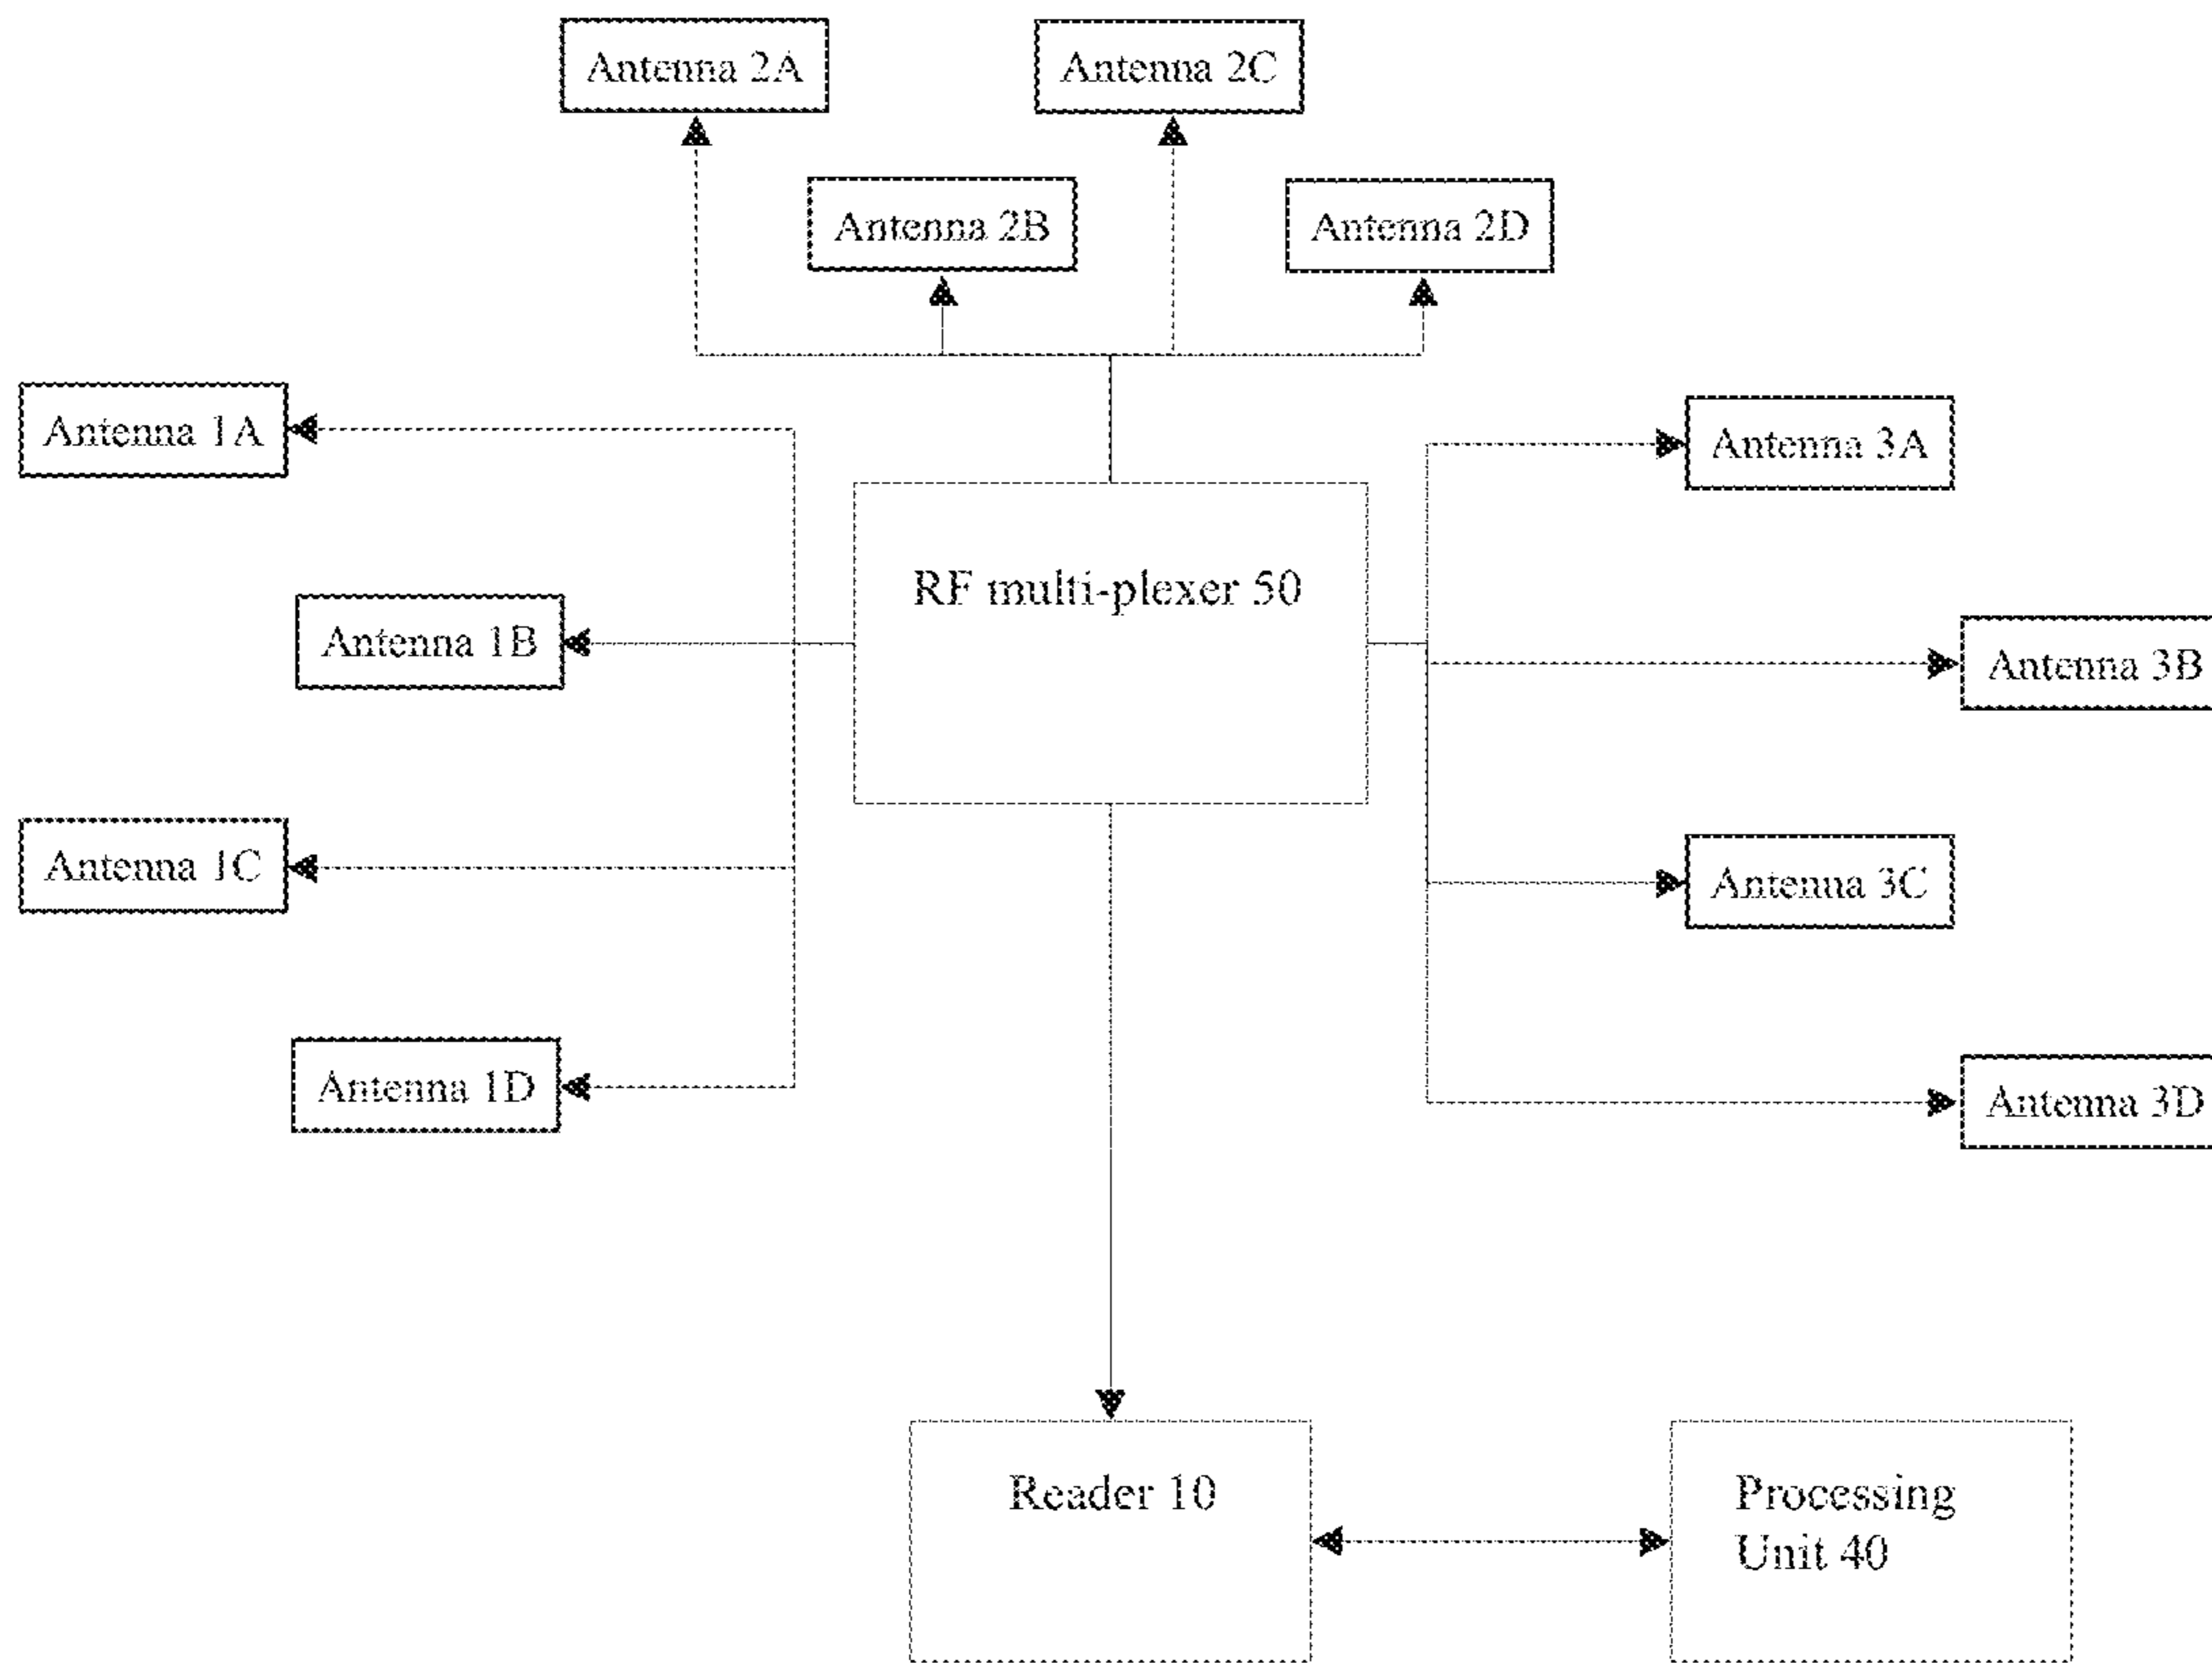 Antenna 2A
Antenna 2C
Antenna 2B
Antenna 2D
Antenna 1A
Antenna 3A
RF multi-plexer 50
Antenna 1B
Antenna 3B
Antenna 1C
Antenna 3C
Antenna 1D
Antenna 3D
Reader 10
Processing
Unit 40